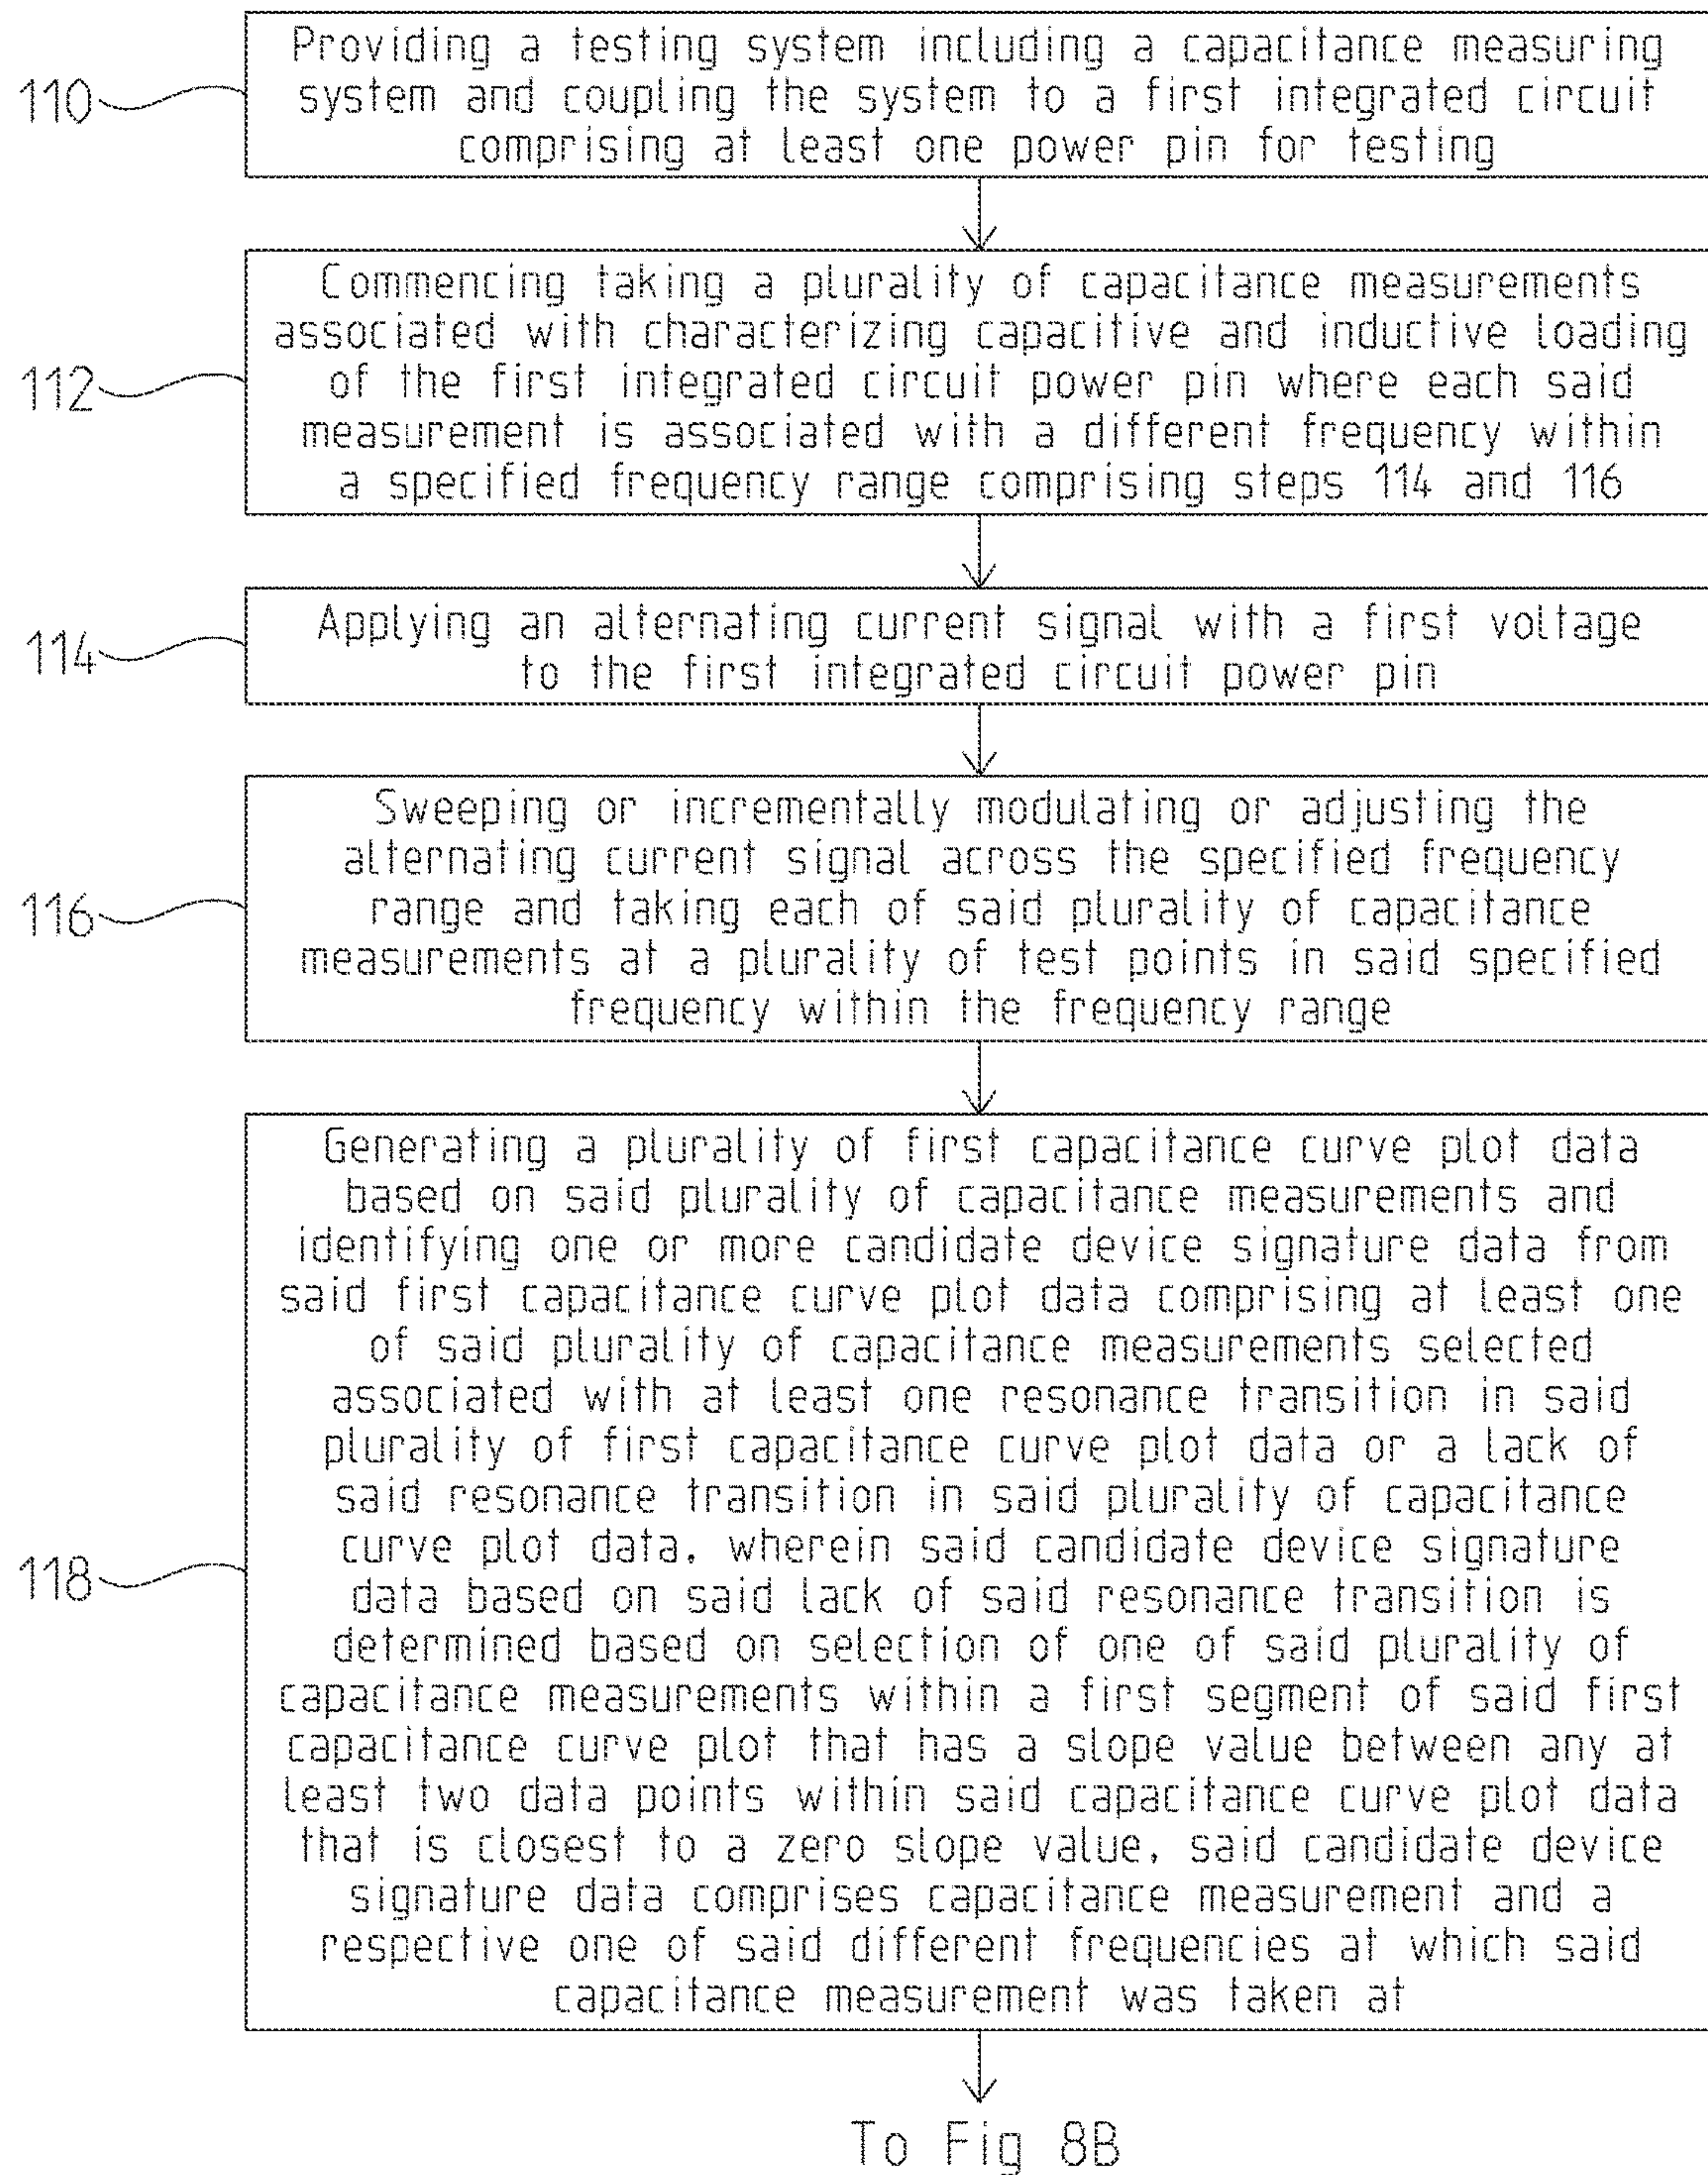 Providing a testing system including a capacitance measuring
system and coupling the system to a first integrated circuit
comprising at least one power pin for testing
110
Commencing taking a plurality of capacitance measurements
associated with characterizing capacitive and inductive loading
of the first integrated circuit power pin where each said
measurement is associated with a different frequency within
a specified frequency range comprising steps 114 and 116
112
Applying an alternating current signal with a first voltage
to the first integrated circuit power pin
114
Sweeping or incrementally modulating or adjusting the
alternating current signal across the specified frequency
range and taking each of said plurality of capacitance
measurements at a plurality of test points in said specified
frequency within the frequency range
116
Generating a plurality of first capacitance curve plot data
based on said plurality of capacitance measurements and
identifying one or more candidate device signature data from
said first capacitance curve plot data comprising at least one
of said plurality of capacitance measurements selected
associated with at least one resonance transition in said
plurality of first capacitance curve plot data or a lack of
said resonance transition in said plurality of capacitance
curve plot data, wherein said candidate device signature
data based on said lack of said resonance transition is
determined based on selection of one of said plurality of
capacitance measurements within a first segment of said first
capacitance curve plot that has a slope value between any at
least two data points within said capacitance curve plot data
that is closest to a zero slope value, said candidate device
signature data comprises capacitance measurement and a
respective one of said different frequencies at which said
capacitance measurement was taken at
118
To Fig 8B